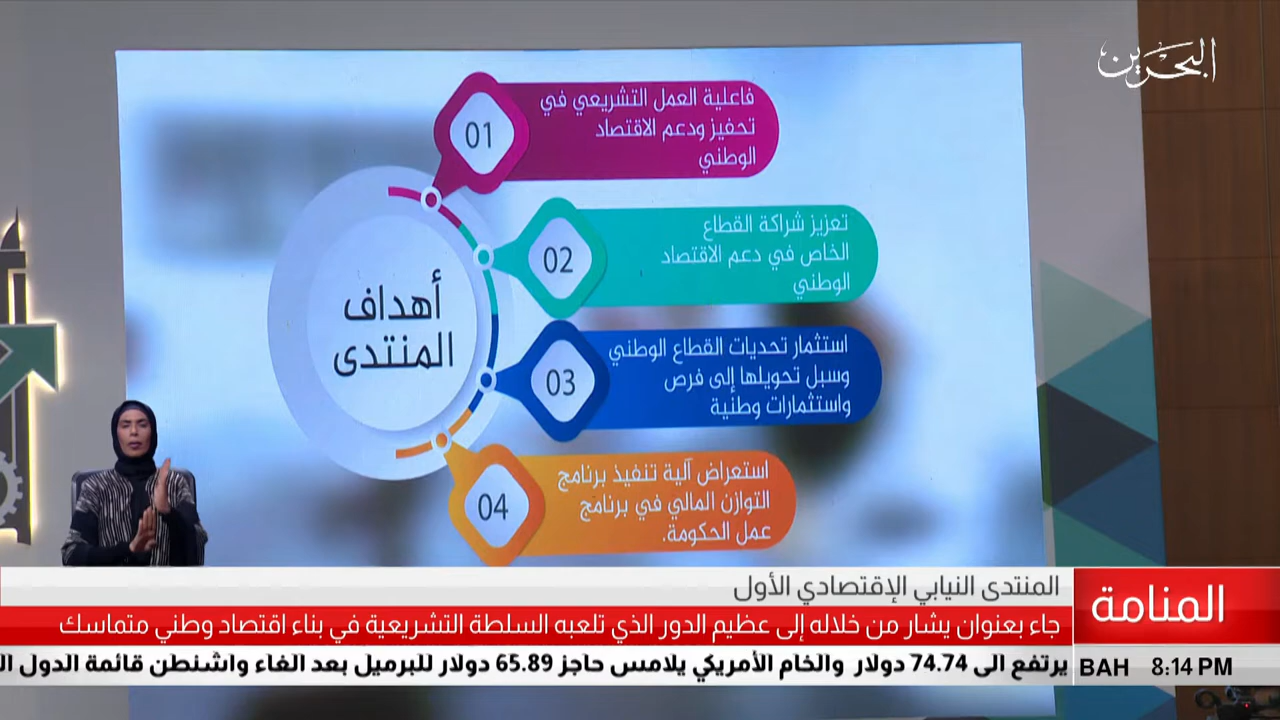 البحرين
فاعلية العمل التشريعي في
تحفيز ودعم الاقتصاد
الوطني
01
تعزيز شراكة القطاع
الخاص في دعم الاقتصاد
الوطني
02
أهداف
المنتدى
استثمار تحديات القطاع الوطني
وسبل تحويلها إلى فرص
واستثمارات وطنية
03
استعراض آلية تنفيذ برنامج
التوازن المالي في برنامج
عمل الحكومة.
04
المنتدى النيابي الإقتصادي الأول
المنامة
جاء بعنوان يشار من خلاله إلى عظيم الدور الذي تلعبه السلطة التشريعية في بناء اقتصاد وطني متماسك
يرتفع الى 74.74 دولار والخام الأمريكي يلامس حاجز 65.89 دولار للبرميل بعد الغاء واشنطن قائمة الدول
BAH 8:14 PM